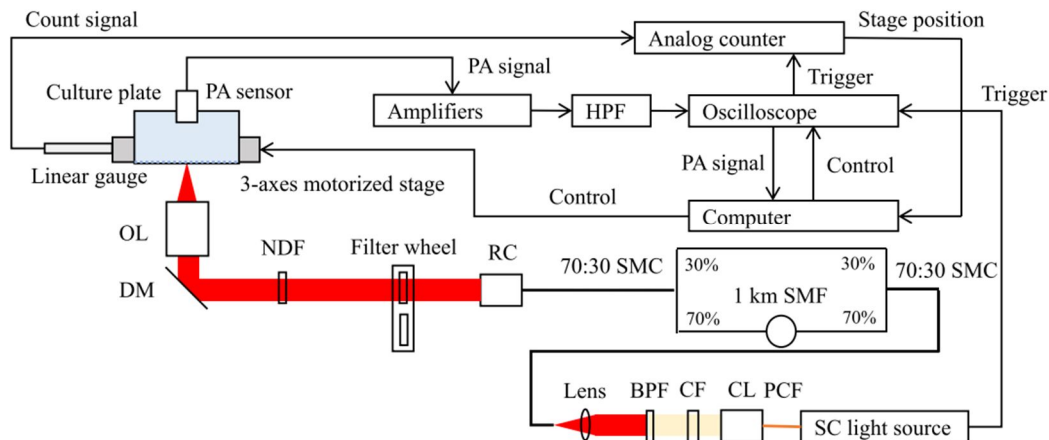 Count signal
Stage position
Analog counter
PA signal
Trigger
Trigger
Culture plate
PA sensor
Amplifiers
HPF
Oscilloscope
Linear gauge
3-axes motorized stage
PA signal
Control
Control
Computer
OL
NDF
Filter wheel
RC
70:30 SMC
30%
30%
70:30 SMC
DM
1 km SMF
70%
70%
Lens
BPF
CF
CL
PCF
SC light source